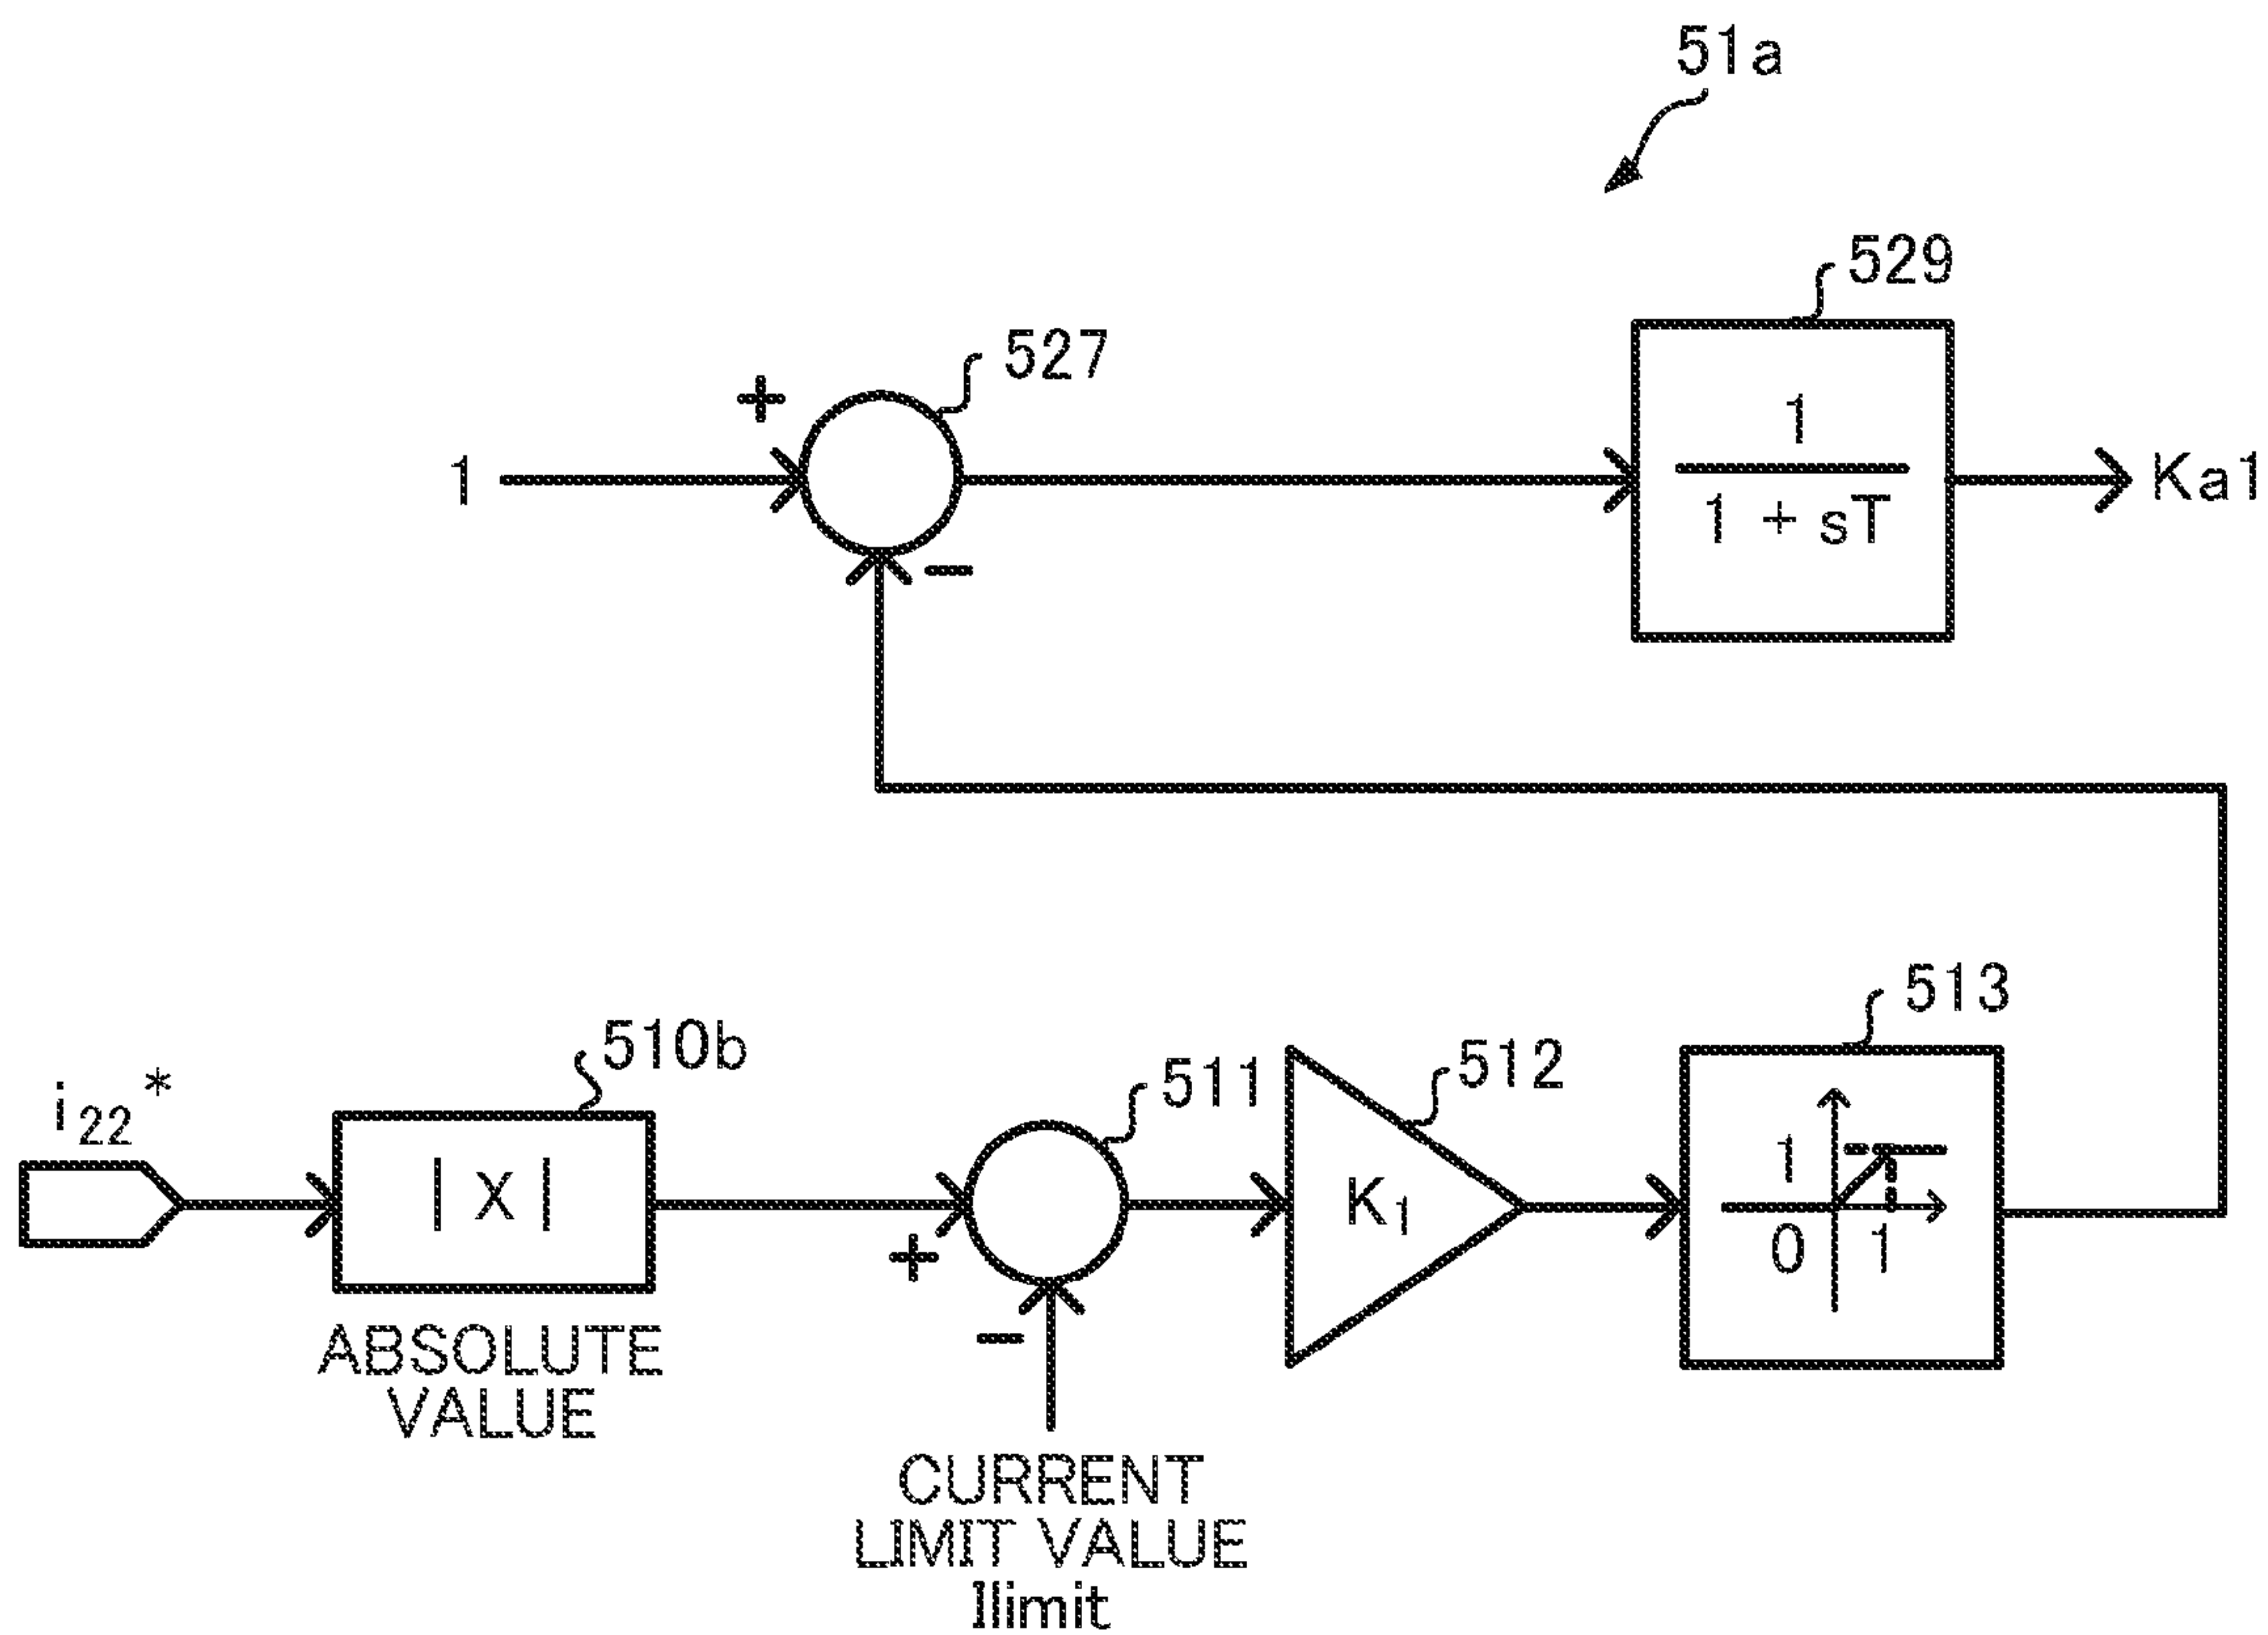 51a
529
527
+
1
1
1 + sT
Ka1
−
513
510b
512
511
i22*
|X|
K1
1
0
1
+
−
ABSOLUTE
VALUE
CURRENT
LIMIT VALUE
Ilimit